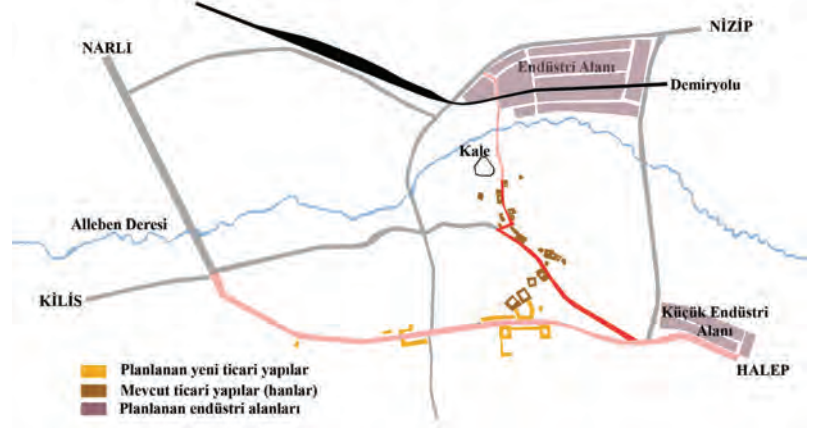 NİZİP
NARLI
Endüstri Alanı
Demiryolu
Kale
Alleben Deresi
KİLİS
Küçük Endüstri
Alanı
HALEP
Planlanan yeni ticari yapılar
Mevcut ticari yapılar (hanlar)
Planlanan endüstri alanları